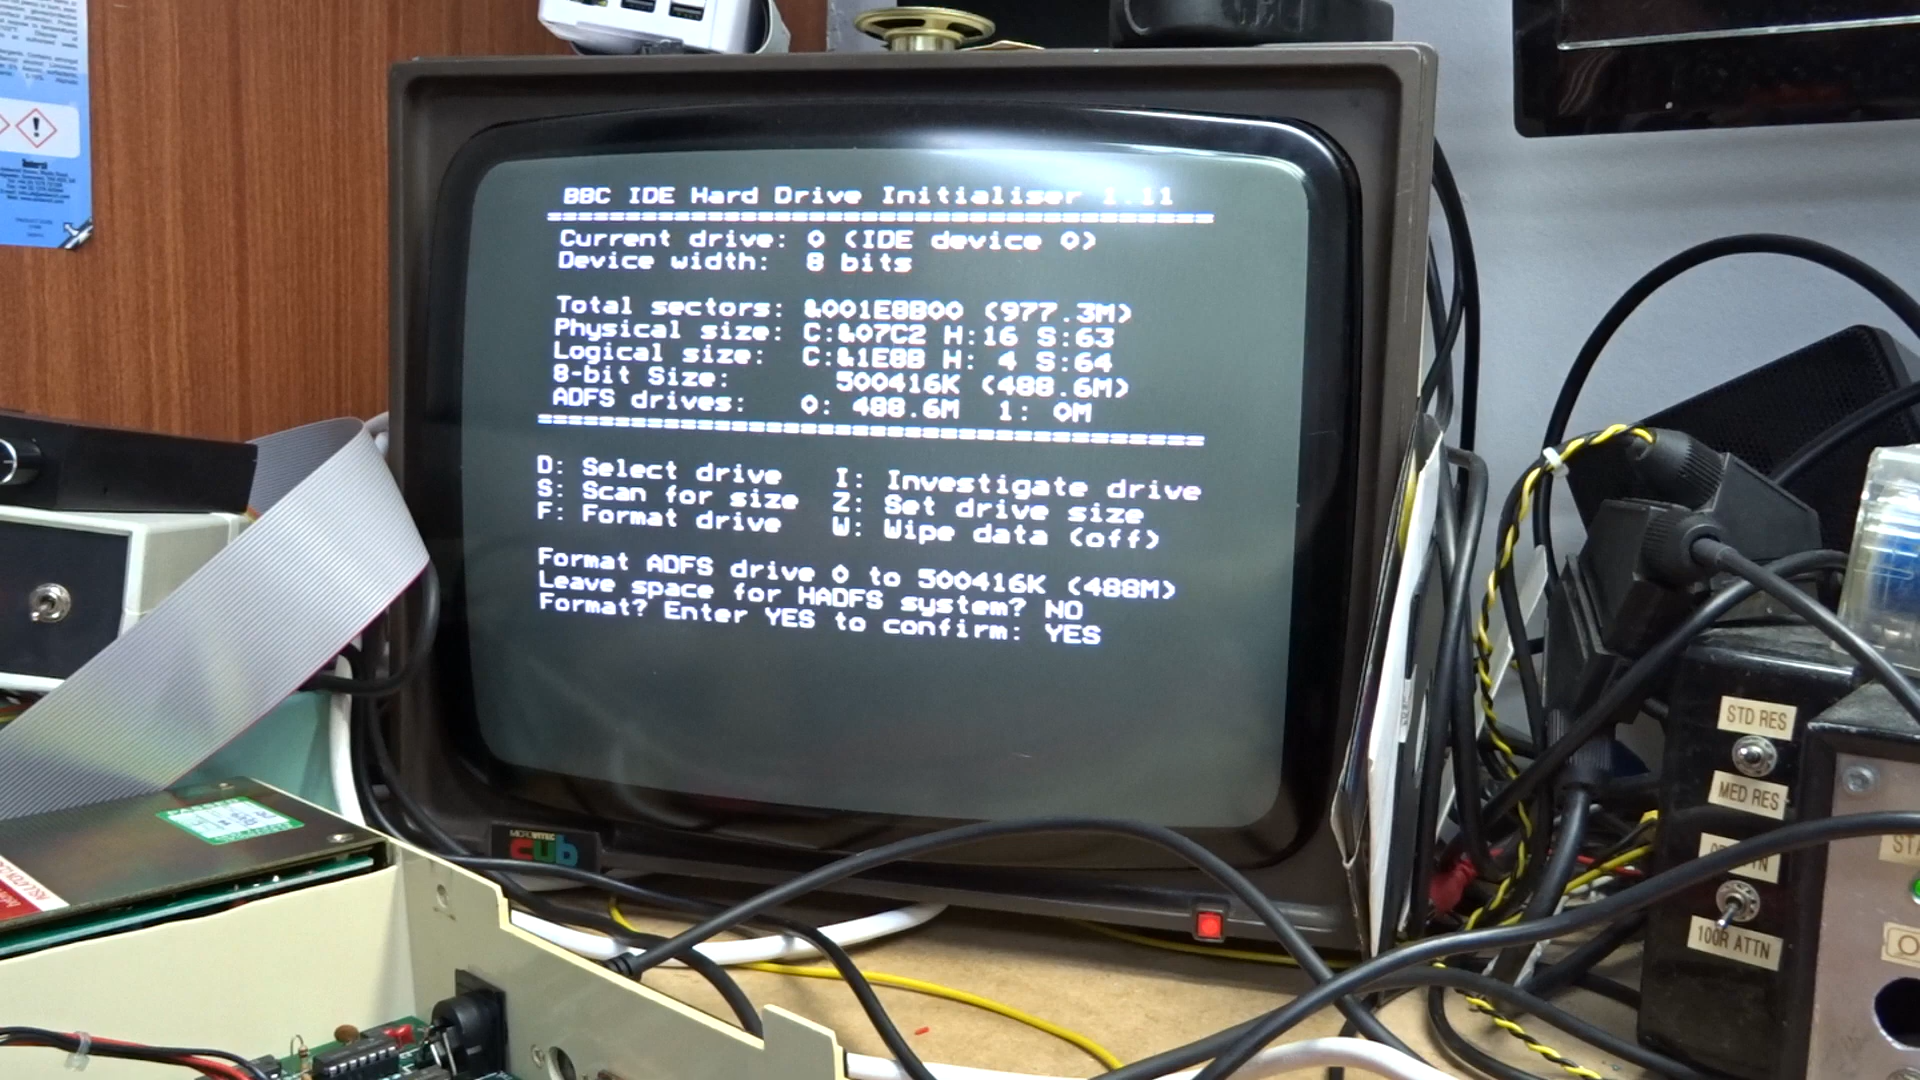 BBC IDE Hard Drive Initialiser 1.11
Current drive: 0 (IDE device 0)
Device width: 8 bits
Total sectors: &001E8B00 (977.3M)
Physical size: C:&07C2 H:16 S:63
Logical size: C:&1E8B H: 4 S:64
8-bit Size: 500416K (488.6M)
ADFS drives: 0: 488.6M 1: 0M
D: Select drive I: Investigate drive
S: Scan for size Z: Set drive size
F: Format drive W: Wipe data (off)
Format ADFS drive 0 to 500416K (488M)
Leave space for HADFS system? NO
Format? Enter YES to confirm: YES
MICROVITEC
cub
STD RES
MED RES
100R ATTN